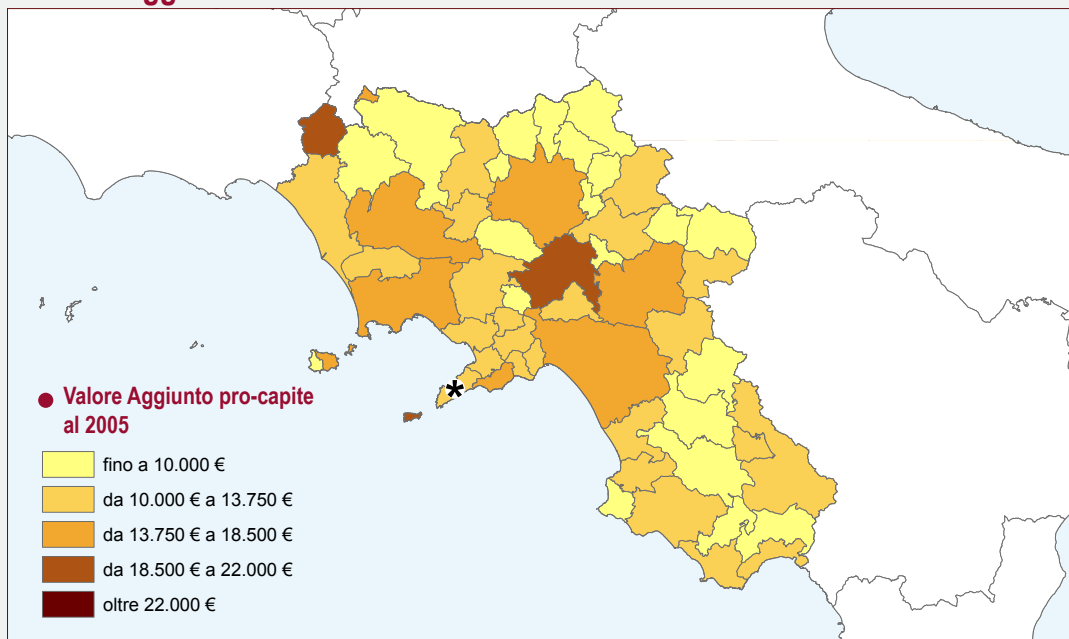 Valore Aggiunto pro-capite
al 2005
fino a 10.000 €
da 10.000 € a 13.750 €
da 13.750 € a 18.500 €
da 18.500 € a 22.000 €
oltre 22.000 €
*